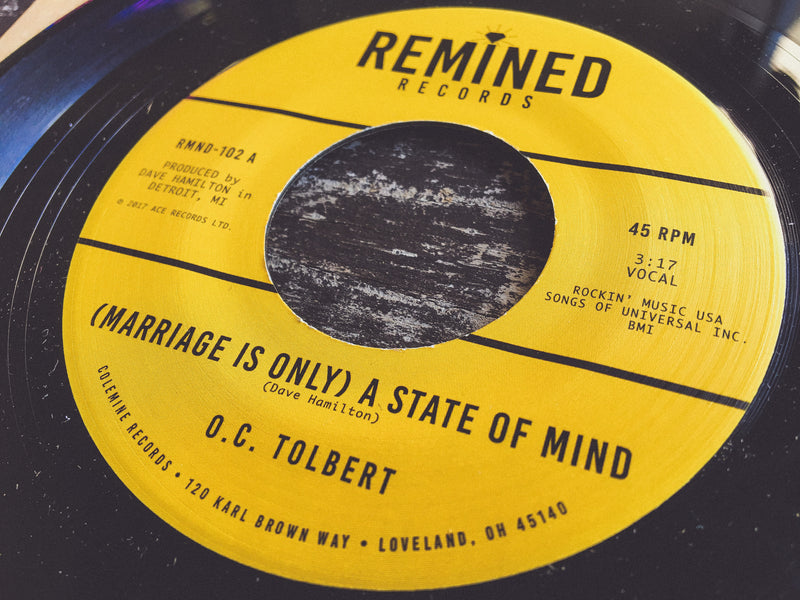 REMINED
RECORDS
RMND-102 A
PRODUCED by
DAVE HAMILTON in
DETROIT, MI
© 2017 ACE RECORDS LTD.
45 RPM
3:17
VOCAL
ROCKIN' MUSIC USA
SONGS OF UNIVERSAL INC.
BMI
(MARRIAGE IS ONLY) A STATE OF MIND
(Dave Hamilton)
O.C. TOLBERT
COLEMINE RECORDS • 120 KARL BROWN WAY • LOVELAND, OH 45140